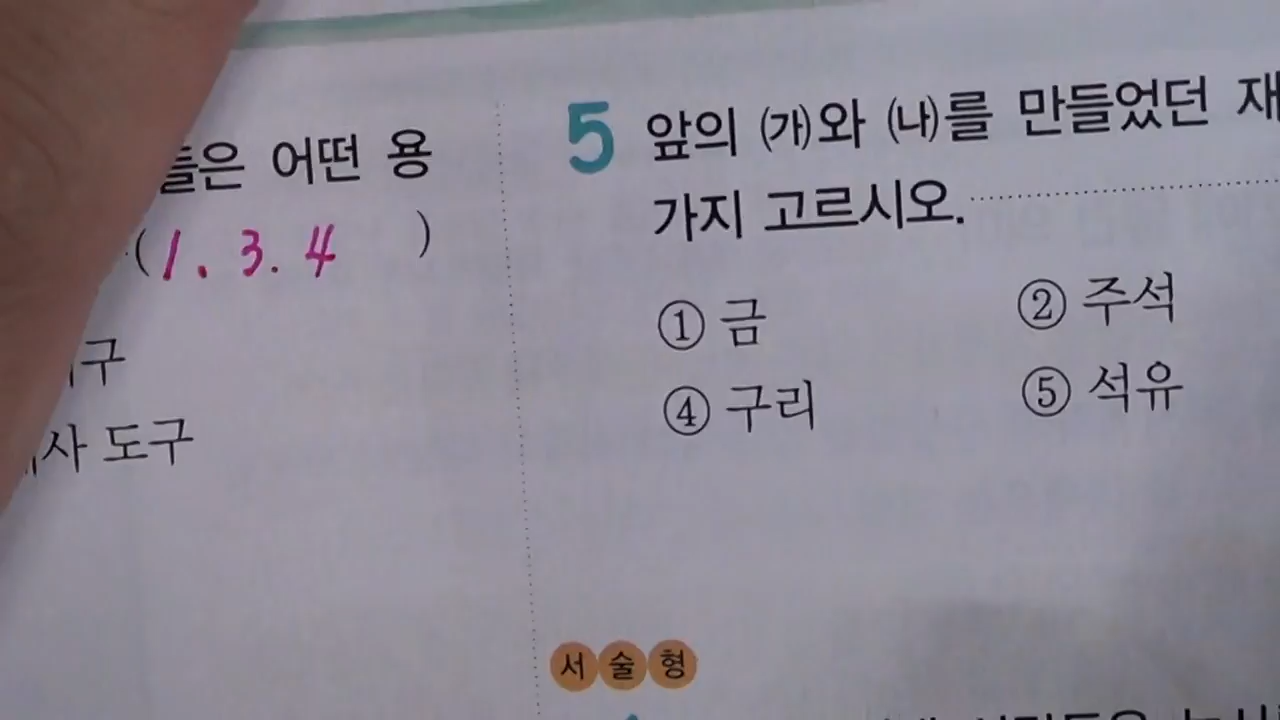 들은 어떤 용
(1. 3. 4 )
구
사 도구
5 앞의 (가)와 (나)를 만들었던 재
가지 고르시오.
① 금 ② 주석
④ 구리 ⑤ 석유
서술형